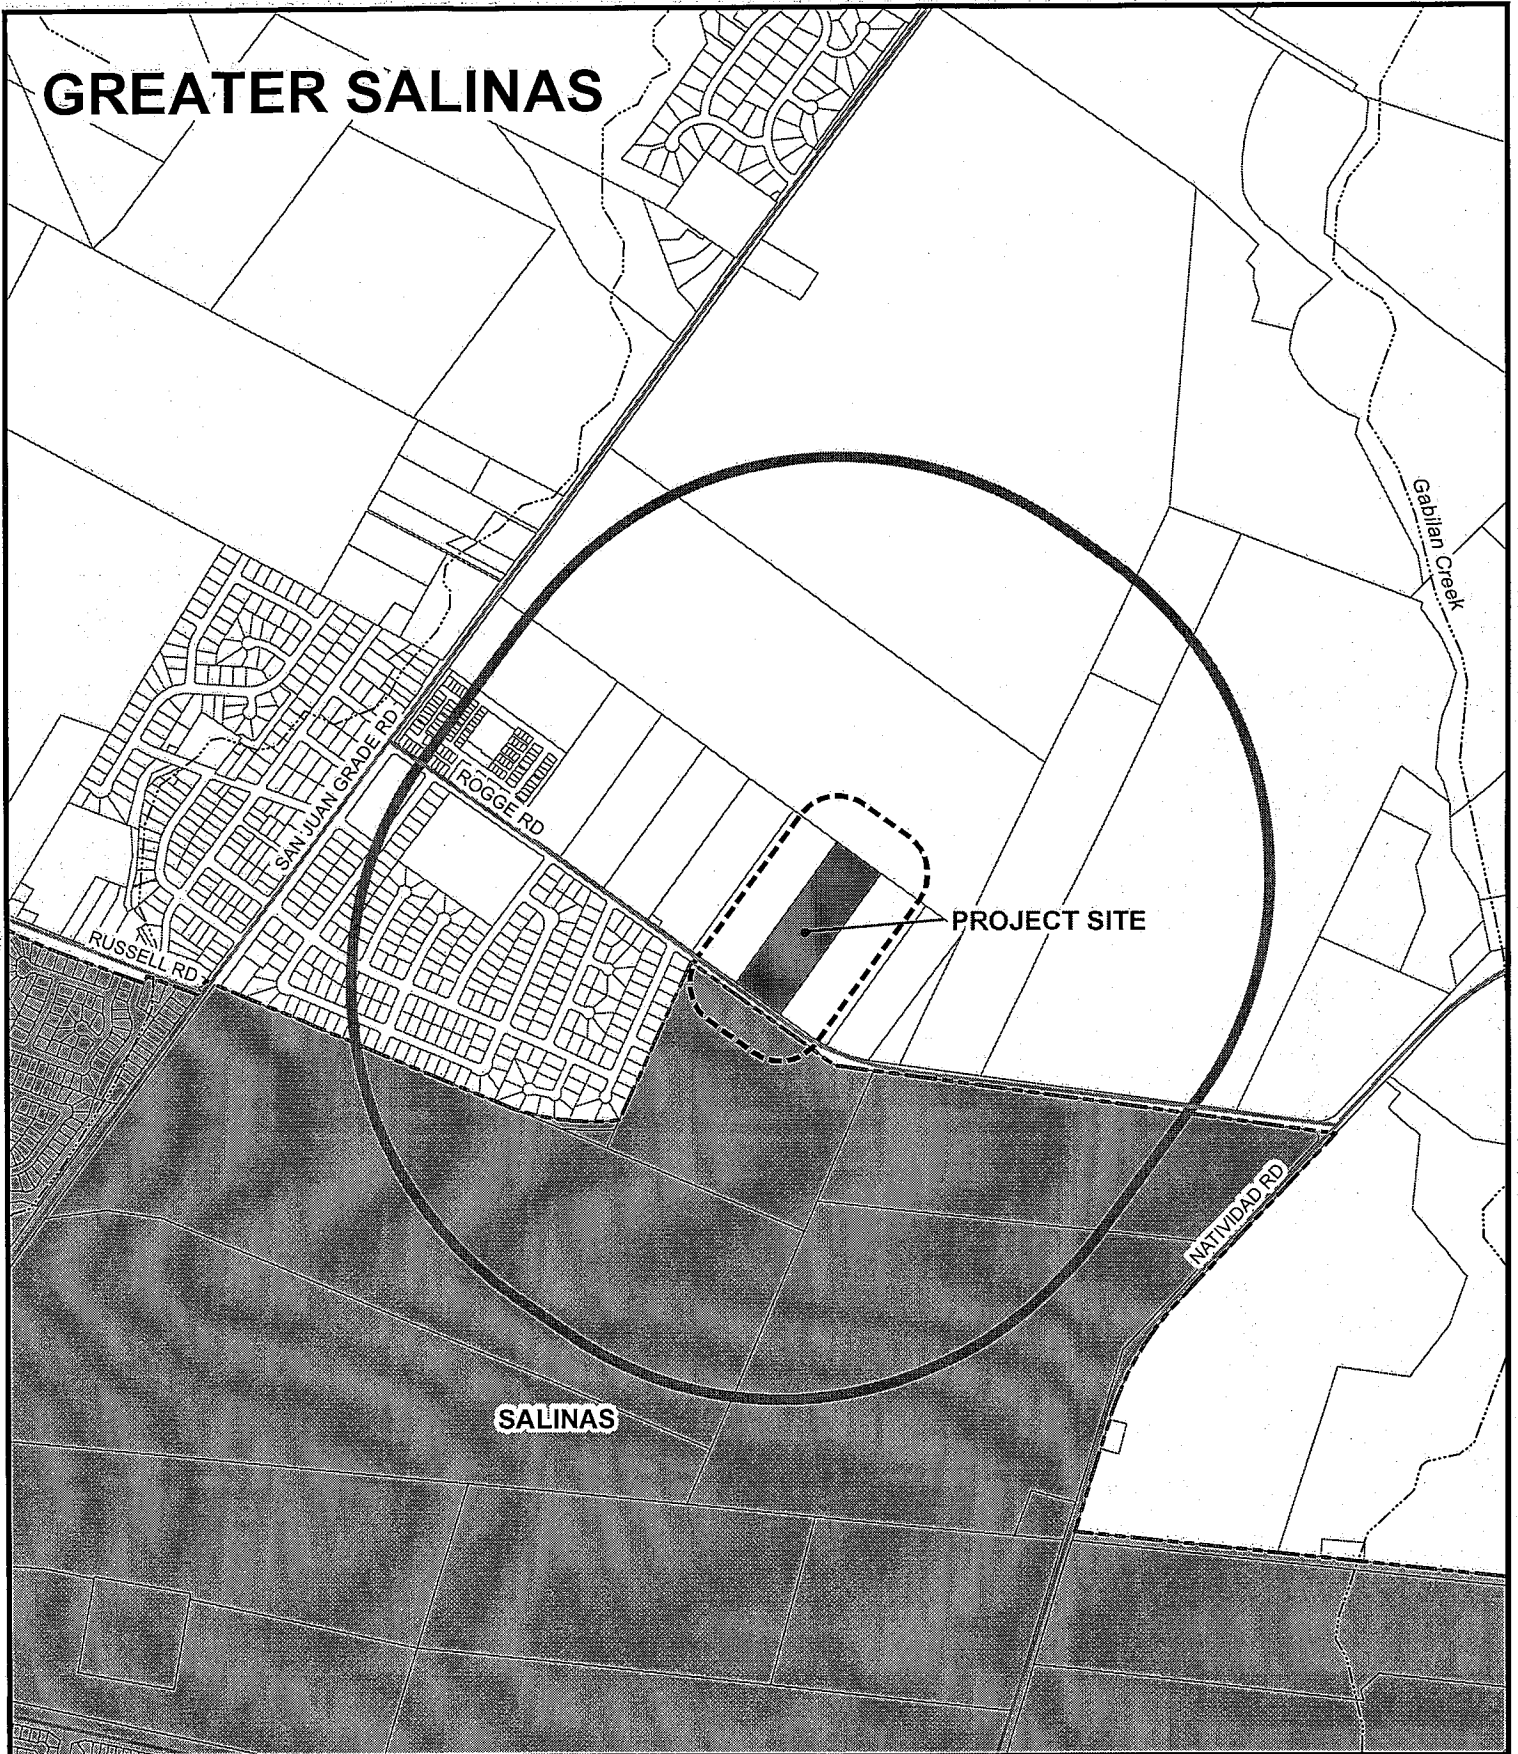 GREATER SALINAS
Gabilan Creek
SAN JUAN GRADE RD
ROGGE RD
PROJECT SITE
RUSSELL RD
NATIVIDAD RD
SALINAS